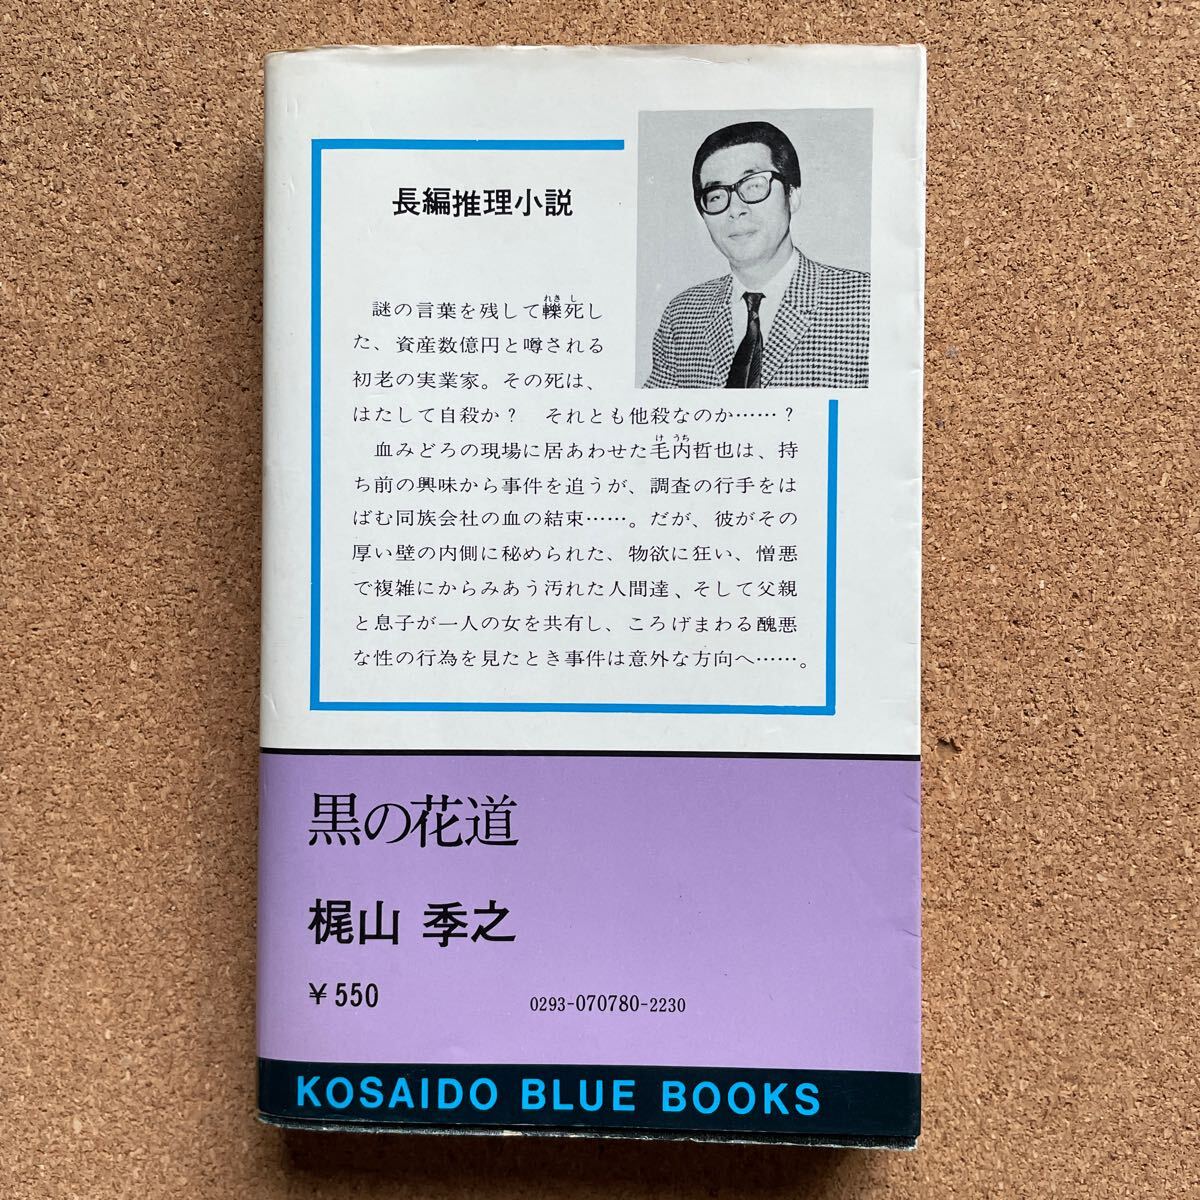 長編推理小説
謎の言葉を残して轢死し
た、資産数億円と噂される
初老の実業家。その死は、
はたして自殺か？　それとも他殺なのか……？
血みどろの現場に居あわせた毛内哲也は、持
ち前の興味から事件を追うが、調査の行手をは
ばむ同族会社の血の結束……。だが、彼がその
厚い壁の内側に秘められた、物欲に狂い、憎悪
で複雑にからみあう汚れた人間達、そして父親
と息子が一人の女を共有し、ころげまわる醜悪
な性の行為を見たとき事件は意外な方向へ……。
黒の花道
梶山 季之
¥550
0293-070780-2230
KOSAIDO BLUE BOOKS